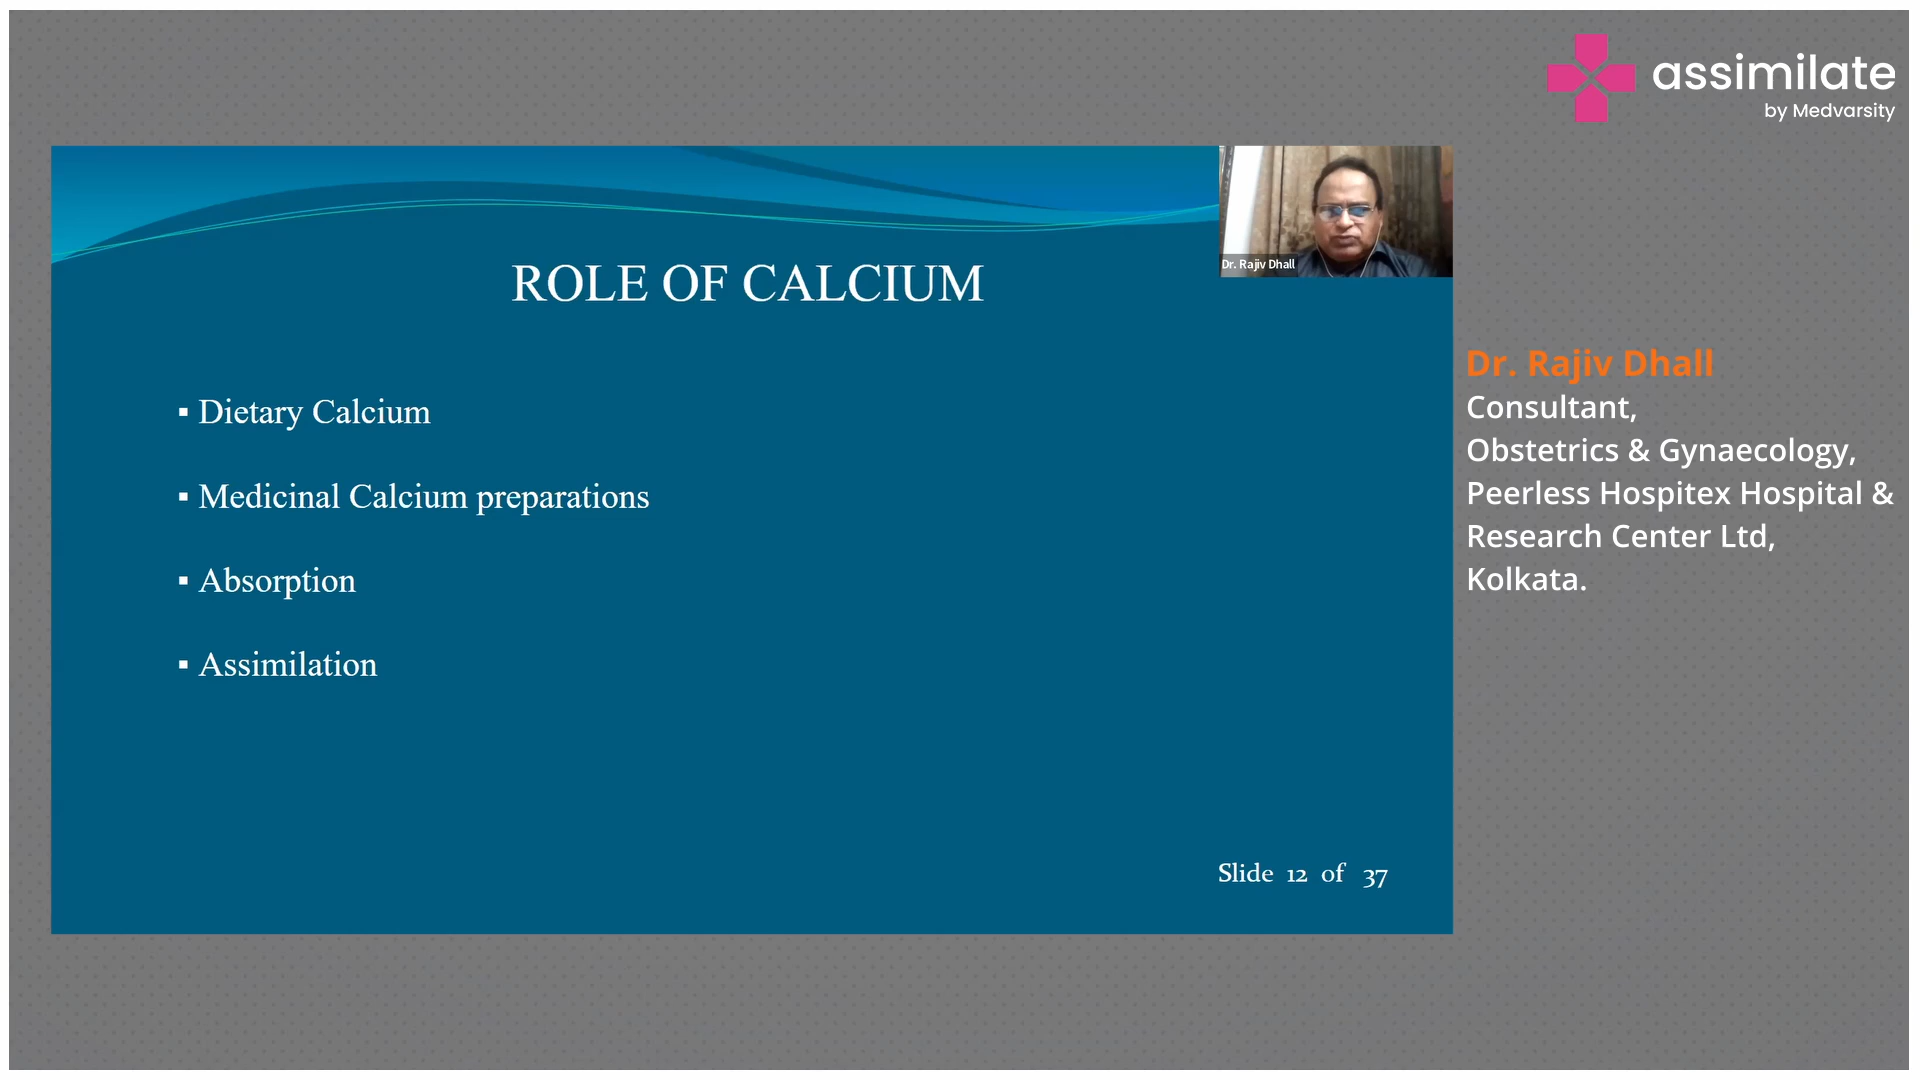 assimilate
by Medvarsity
Dr. Rajiv Dhall
ROLE OF CALCIUM
▪ Dietary Calcium
▪ Medicinal Calcium preparations
▪ Absorption
▪ Assimilation
Slide 12 of 37
Dr. Rajiv Dhall
Consultant,
Obstetrics & Gynaecology,
Peerless Hospitex Hospital &
Research Center Ltd,
Kolkata.